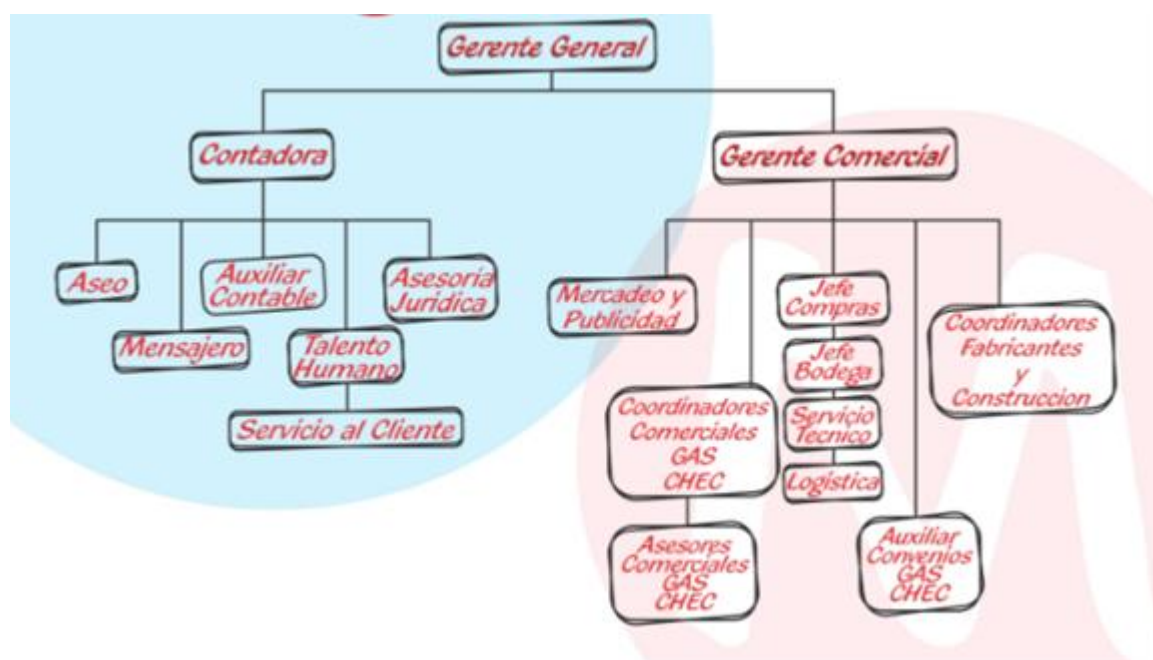 Gerente General
Contadora
Gerente Comercial
Aseo
Mensajero
Auxiliar
Contable
Talento
Humano
Servicio al Cliente
Asesoría
Juridica
Mercadeo y
Publicidad
Coordinadores
Comerciales
GAS
CHEC
Asesores
Comerciales
GAS
CHEC
Jefe
Compras
Jefe
Bodega
Servicio
Tecnico
Logística
Auxiliar
Convenios
GAS
CHEC
Coordinadores
Fabricantes
y
Construccion